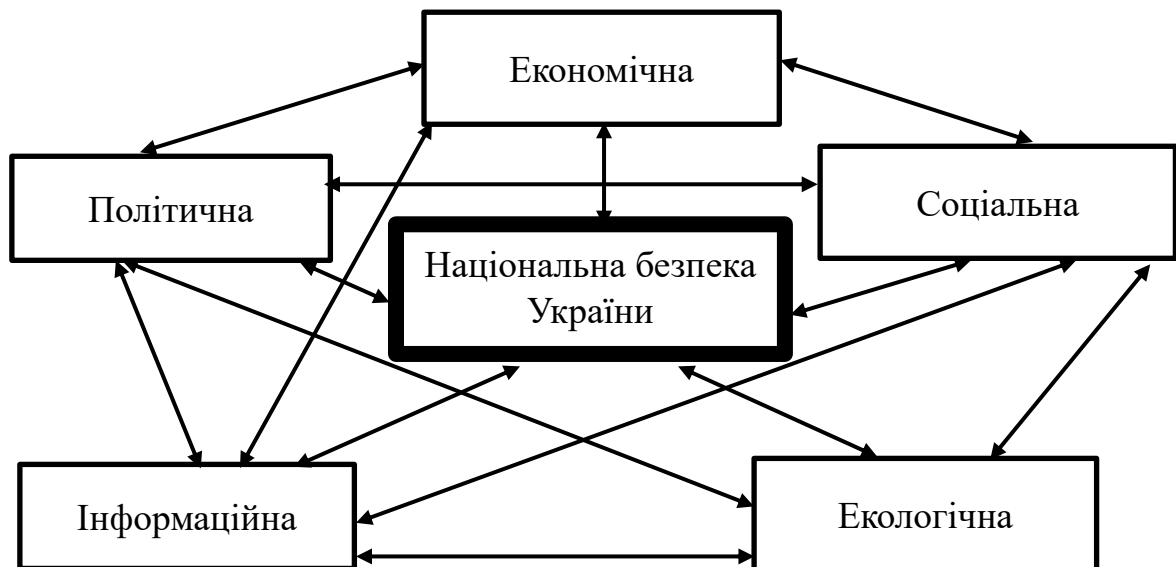 Економічна
Політична
Соціальна
Національна безпека
України
Інформаційна
Екологічна